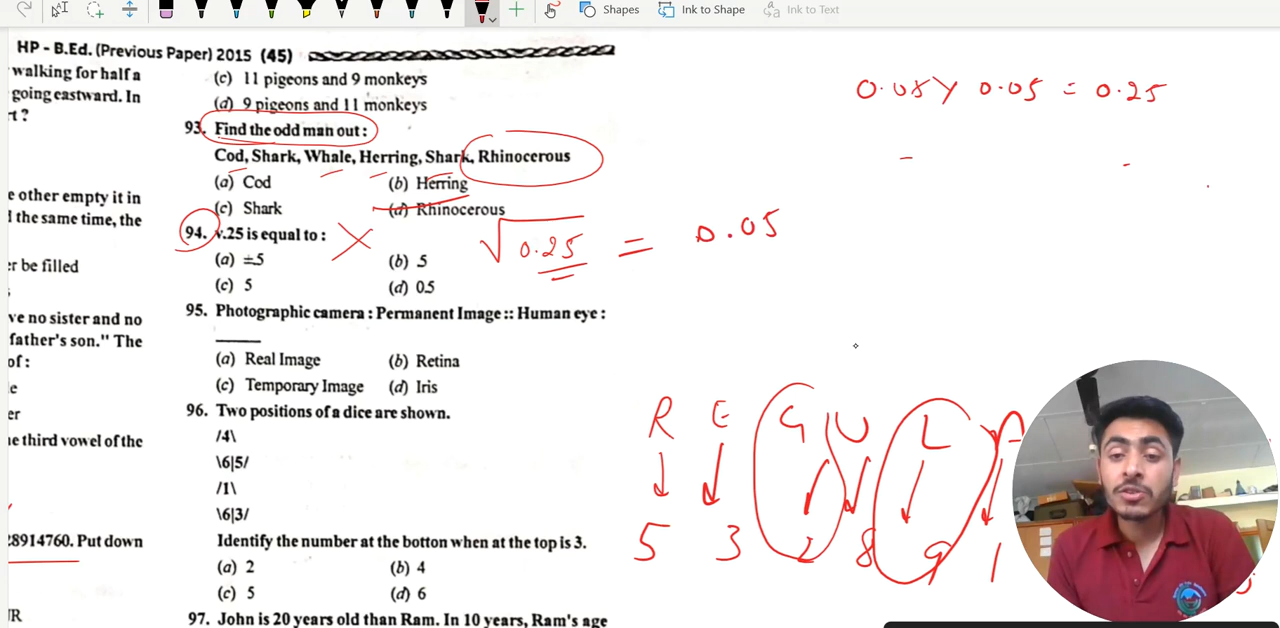 Shapes
Ink to Shape
Ink to Text
HP - B.Ed. (Previous Paper) 2015 (45)
walking for half a
going eastward. In
rt?
e other empty it in
l the same time, the
er be filled
ve no sister and no
father's son." The
of:
le
er
ne third vowel of the
28914760. Put down
(c) 11 pigeons and 9 monkeys
(d) 9 pigeons and 11 monkeys
93. Find the odd man out:
Cod, Shark, Whale, Herring, Shark, Rhinocerous
(a) Cod (b) Herring
(c) Shark (d) Rhinocerous
94. √.25 is equal to:
(a) ±5 (b) .5
(c) 5 (d) 0.5
95. Photographic camera : Permanent Image :: Human eye :
(a) Real Image (b) Retina
(c) Temporary Image (d) Iris
96. Two positions of a dice are shown.
/4\
\6|5/
/1\
\6|3/
Identify the number at the botton when at the top is 3.
(a) 2 (b) 4
(c) 5 (d) 6
97. John is 20 years old than Ram. In 10 years, Ram's age
0.05 × 0.05 = 0.25
√0.25 = 0.05
R E G U L A
5 3 2 8 9 1